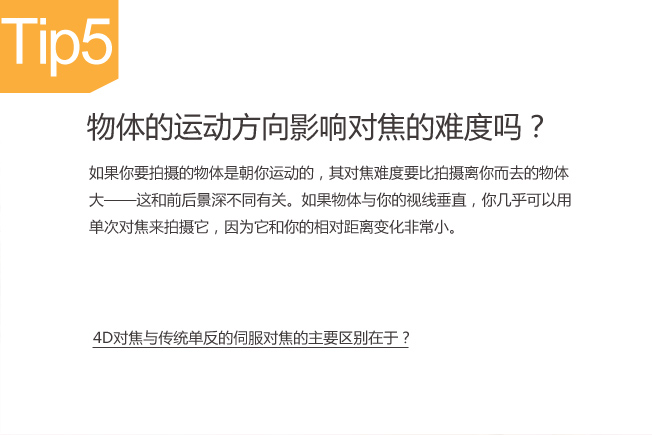 Tip5
物体的运动方向影响对焦的难度吗？
如果你要拍摄的物体是朝你运动的，其对焦难度要比拍摄离你而去的物体
大——这和前后景深不同有关。如果物体与你的视线垂直，你几乎可以用
单次对焦来拍摄它，因为它和你的相对距离变化非常小。
4D对焦与传统单反的伺服对焦的主要区别在于？